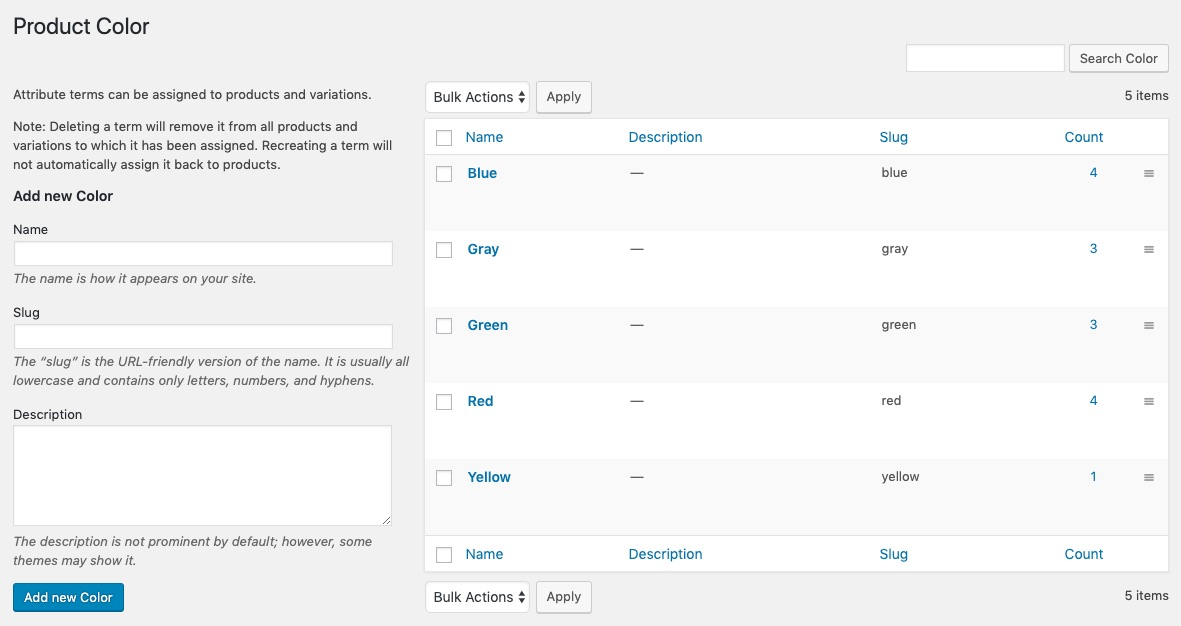 Product Color
Search Color
Attribute terms can be assigned to products and variations.
Note: Deleting a term will remove it from all products and
variations to which it has been assigned. Recreating a term will
not automatically assign it back to products.
Add new Color
Name
The name is how it appears on your site.
Slug
The “slug” is the URL-friendly version of the name. It is usually all
lowercase and contains only letters, numbers, and hyphens.
Description
The description is not prominent by default; however, some
themes may show it.
Add new Color
Bulk Actions Apply 5 items
Name Description Slug Count
Blue — blue 4
Gray — gray 3
Green — green 3
Red — red 4
Yellow — yellow 1
Name Description Slug Count
Bulk Actions Apply 5 items